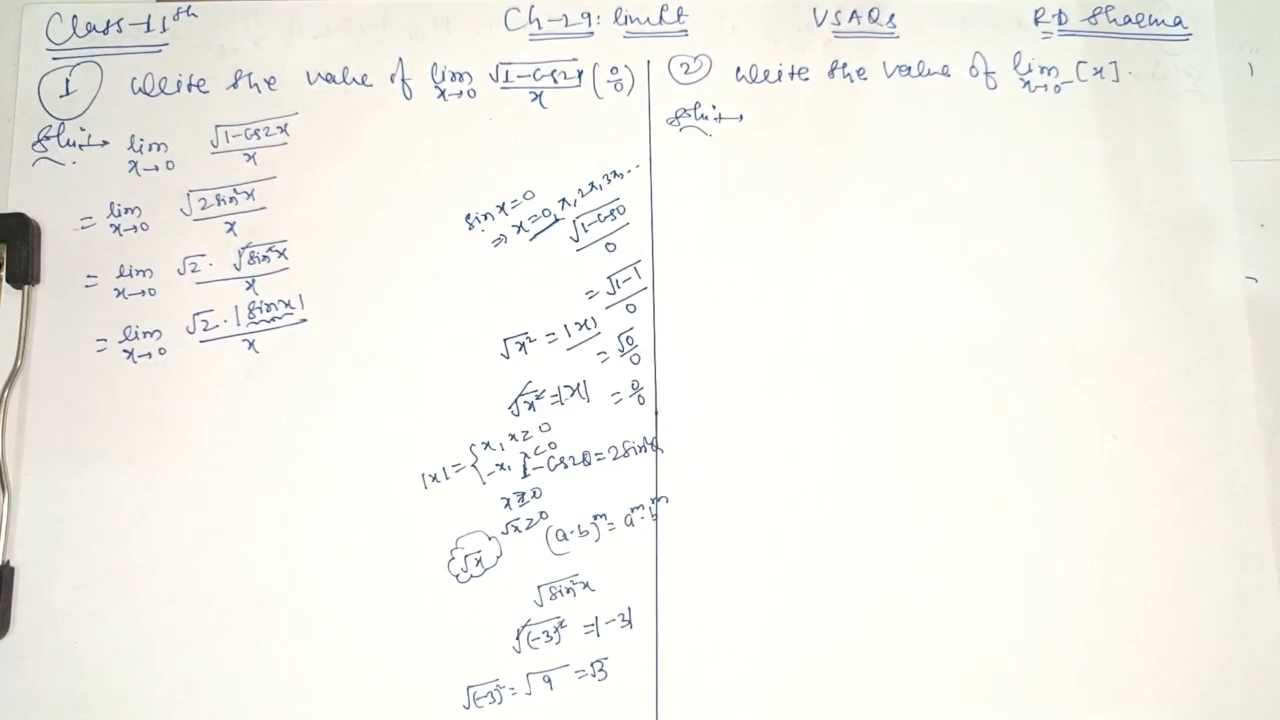 Class-11th Ch-29: limit VSAQs RD Sharma
1 Write the value of lim x→0 √(1-cos2x)/x (0/0)
Soln:→ lim x→0 √(1-cos2x)/x
= lim x→0 √(2sin²x)/x
= lim x→0 √2 · √(sin²x)/x
= lim x→0 √2 · |sinx|/x
sin x = 0
⇒ x = 0, π, 2π, 3π, ...
√(1-cos0)/0
= √(1-1)/0
√x² = |x|
= √0/0
√x² = |x| = 0/0
|x| = { x, x ≥ 0
-x, x < 0
1-cos2θ = 2sin²θ
x ≥ 0
√x ≥ 0
√x
(a·b)^m = a^m · b^m
√sin²x
√(-3)² = |-3|
√(-3)² = √9 = √3
2 Write the value of lim x→0⁻ [x].
Soln:→